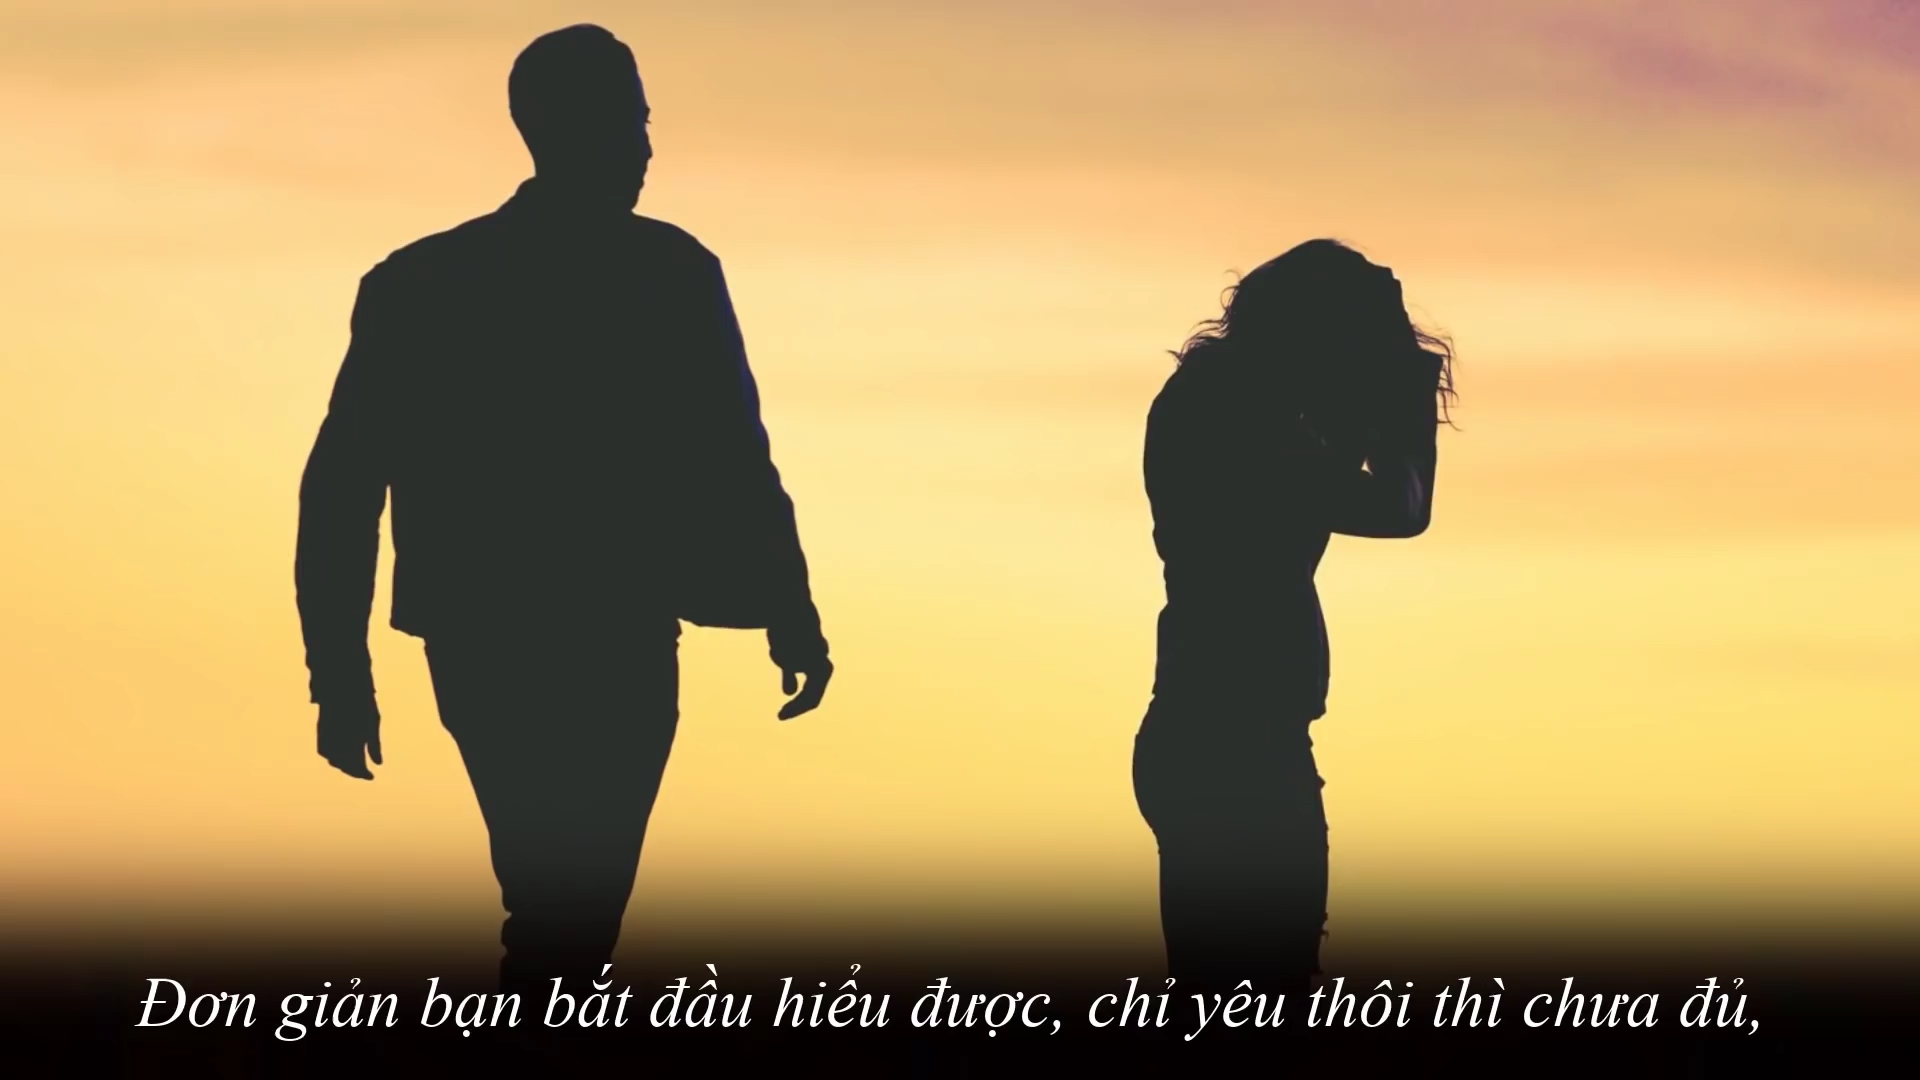 Đơn giản bạn bắt đầu hiểu được, chỉ yêu thôi thì chưa đủ,